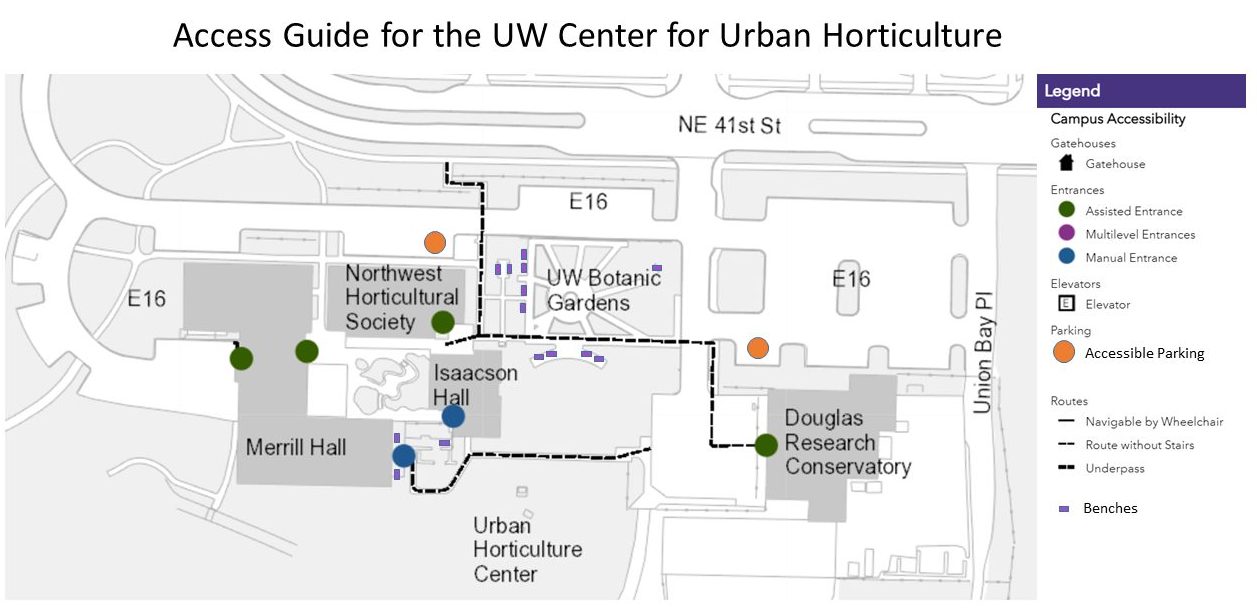 Access Guide for the UW Center for Urban Horticulture
NE 41st St
E16
E16
E16
Northwest
Horticultural
Society
UW Botanic
Gardens
Isaacson
Hall
Merrill Hall
Douglas
Research
Conservatory
Union Bay Pl
Urban
Horticulture
Center
Legend
Campus Accessibility
Gatehouses
Gatehouse
Entrances
Assisted Entrance
Multilevel Entrances
Manual Entrance
Elevators
E Elevator
Parking
Accessible Parking
Routes
Navigable by Wheelchair
Route without Stairs
Underpass
Benches